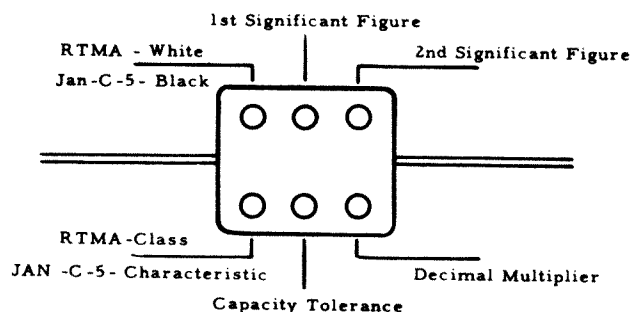 1st Significant Figure
RTMA - White
2nd Significant Figure
Jan-C-5- Black
RTMA-Class
JAN -C-5- Characteristic
Decimal Multiplier
Capacity Tolerance